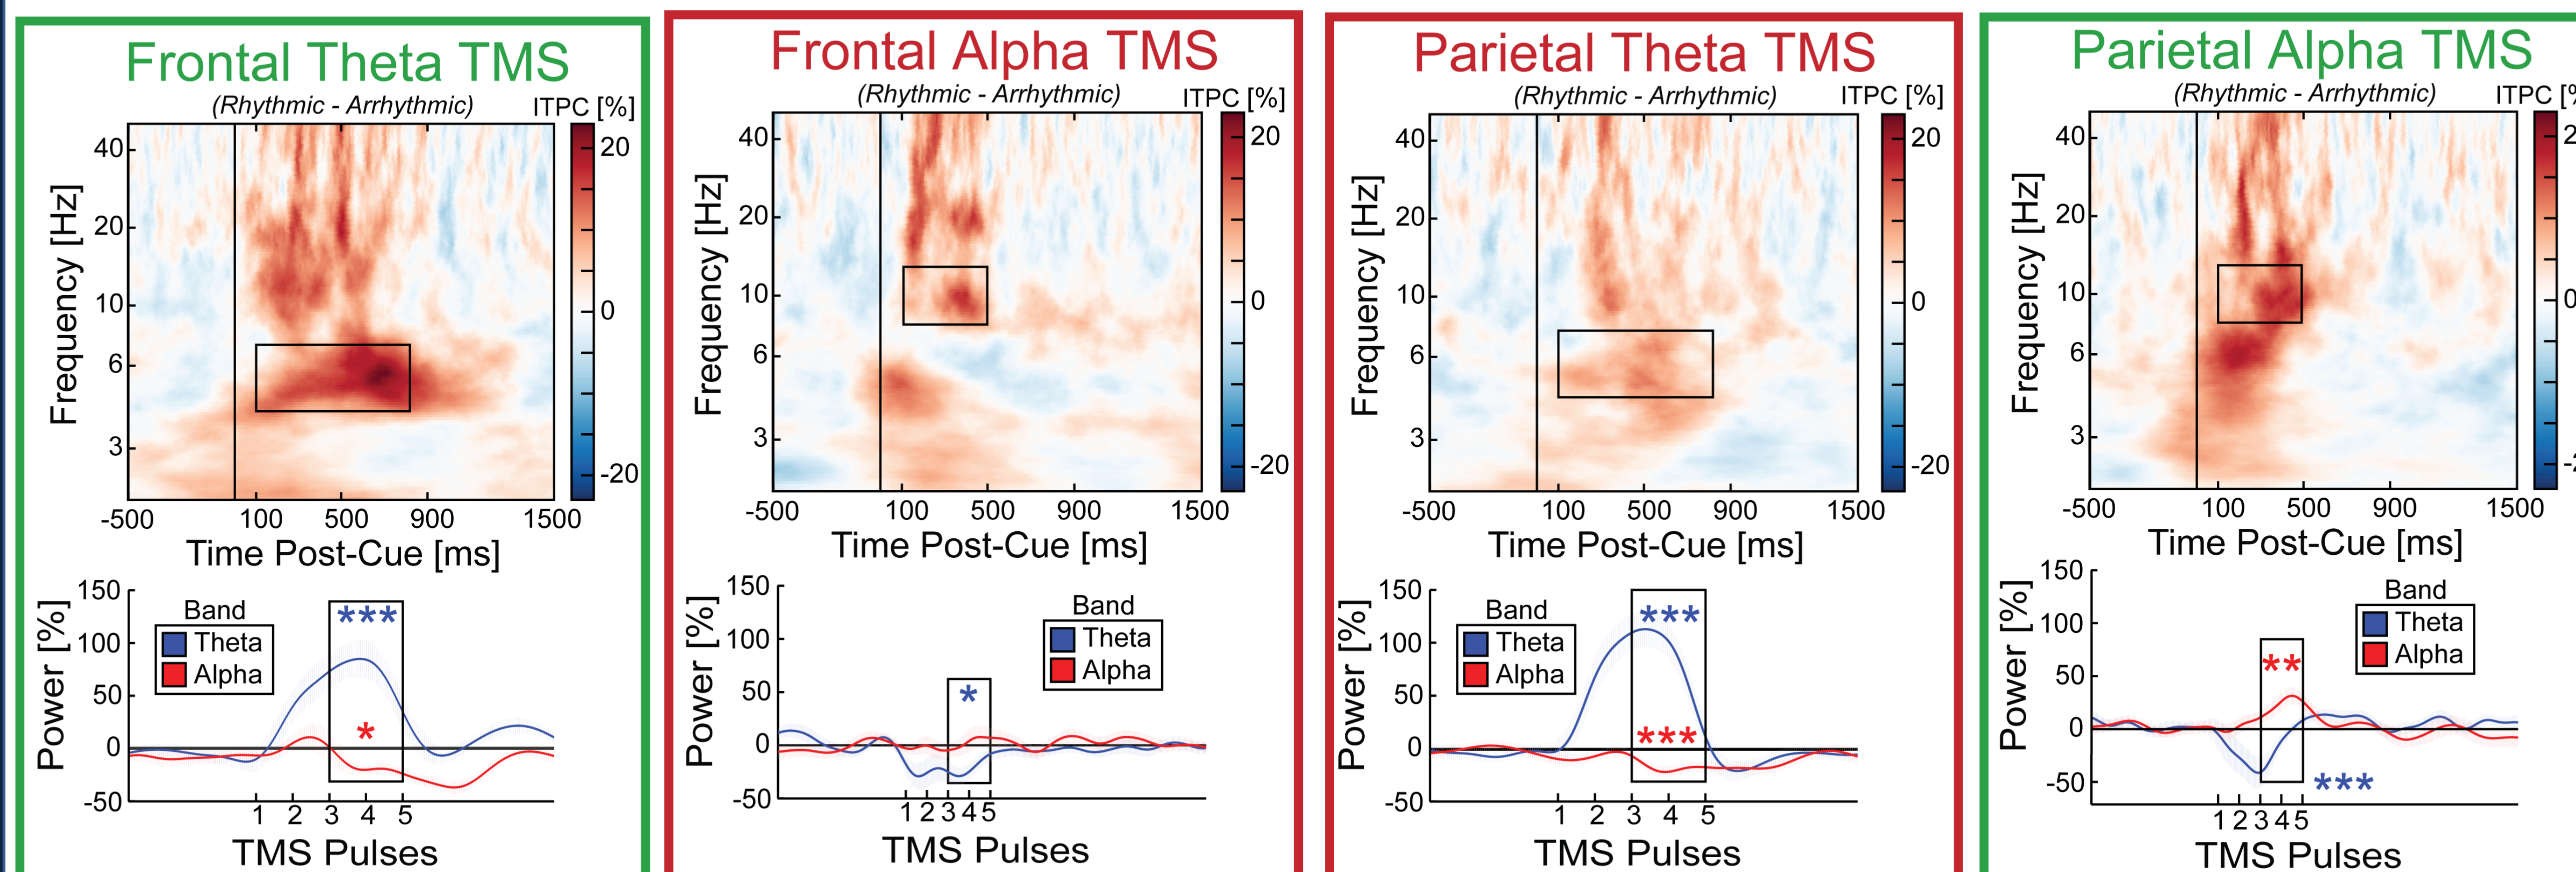 Frontal Theta TMS
(Rhythmic - Arrhythmic)
ITPC [%]
40
20
10
6
3
Frequency [Hz]
20
0
-20
-500 100 500 900 1500
Time Post-Cue [ms]
150
100
50
0
-50
Power [%]
Band
Theta
Alpha
***
*
1 2 3 4 5
TMS Pulses
Frontal Alpha TMS
(Rhythmic - Arrhythmic)
ITPC [%]
40
20
10
6
3
Frequency [Hz]
20
0
-20
-500 100 500 900 1500
Time Post-Cue [ms]
150
100
50
0
-50
Power [%]
Band
Theta
Alpha
*
1 2 3 4 5
TMS Pulses
Parietal Theta TMS
(Rhythmic - Arrhythmic)
ITPC [%]
40
20
10
6
3
Frequency [Hz]
20
0
-20
-500 100 500 900 1500
Time Post-Cue [ms]
150
100
50
0
-50
Power [%]
Band
Theta
Alpha
***
***
1 2 3 4 5
TMS Pulses
Parietal Alpha TMS
(Rhythmic - Arrhythmic)
ITPC
40
20
10
6
3
Frequency [Hz]
-500 100 500 900 1500
Time Post-Cue [ms]
150
100
50
0
-50
Power [%]
Band
Theta
Alpha
**
***
1 2 3 4 5
TMS Pulses